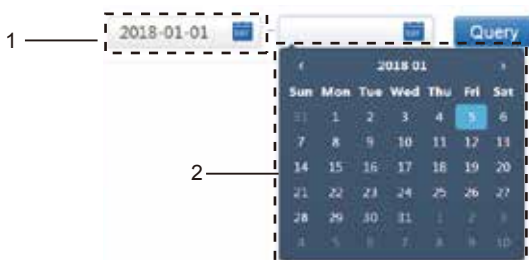 1 2018-01-01 - Query
‹ 2018 01 ›
Sun Mon Tue Wed Thu Fri Sat
31 1 2 3 4 5 6
7 8 9 10 11 12 13
14 15 16 17 18 19 20
2
21 22 23 24 25 26 27
28 29 30 31 1 2 3
4 5 6 7 8 9 10